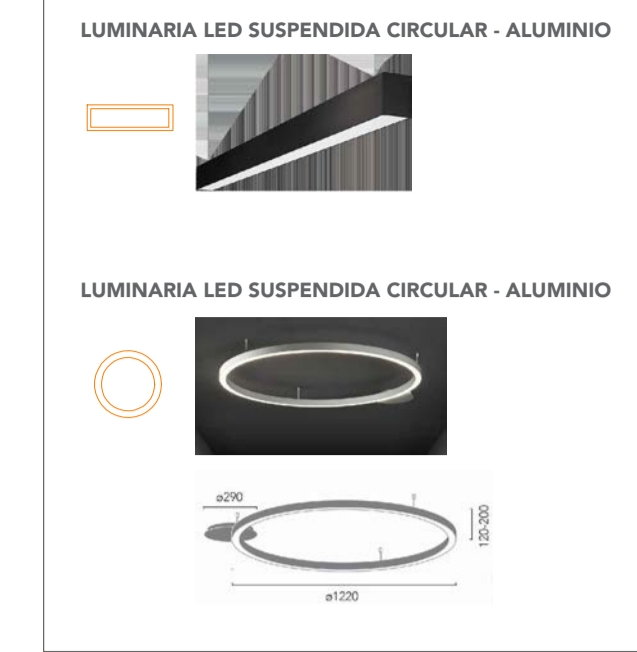 LUMINARIA LED SUSPENDIDA CIRCULAR - ALUMINIO
LUMINARIA LED SUSPENDIDA CIRCULAR - ALUMINIO
ø290
120-200
ø1220